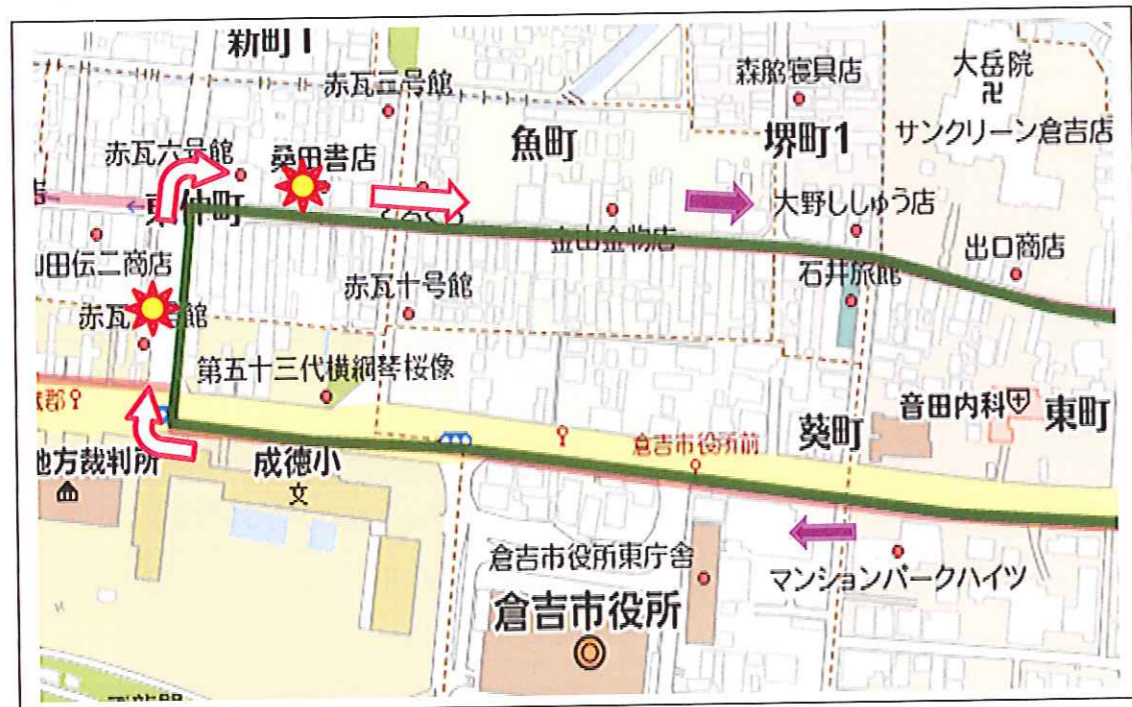 新町1
赤瓦三号館
森脇寝具店
大岳院
魚町
堺町1
サンクリーン倉吉店
赤瓦六号館
桑田書店
大野ししゅう店
仲町
金山金物店
出口商店
田伝二商店
赤瓦十号館
石井旅館
赤瓦
館
第五十三代横綱琴桜像
音田内科
東町
葵町
倉吉市役所前
地方裁判所
成徳小
文
倉吉市役所東庁舎
マンションパークハイツ
倉吉市役所